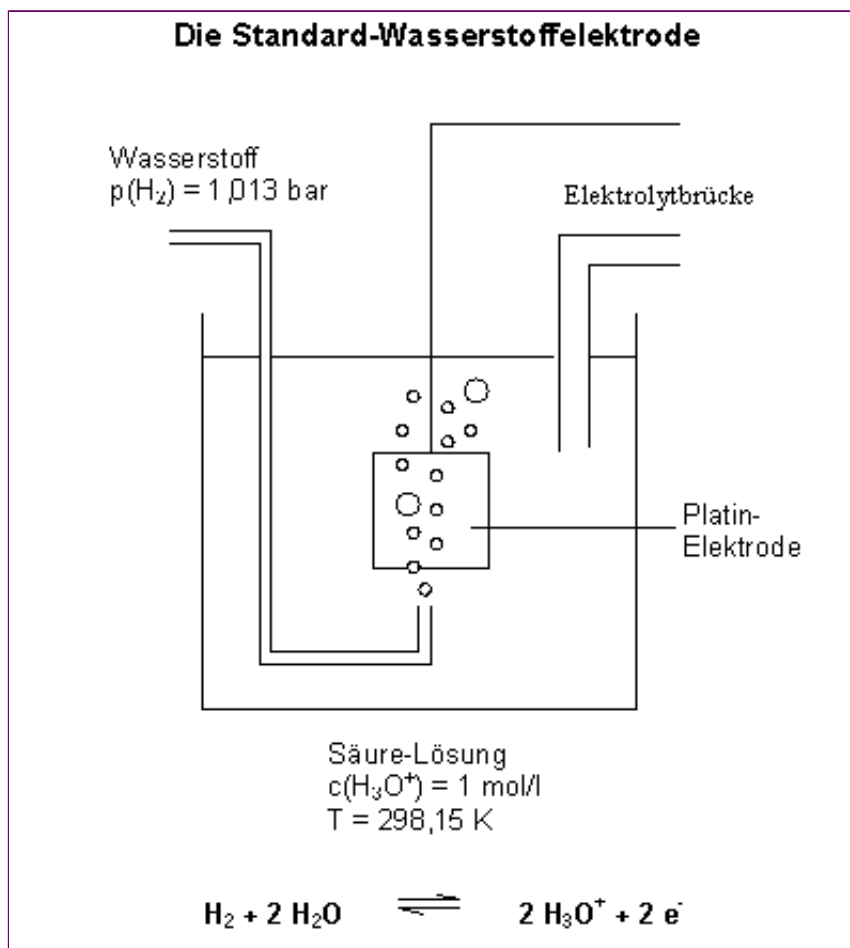 Die Standard-Wasserstoffelektrode
Wasserstoff
p(H₂) = 1,013 bar
Elektrolytbrücke
Platin-
Elektrode
Säure-Lösung
c(H₃O⁺) = 1 mol/l
T = 298,15 K
H₂ + 2 H₂O ⇌ 2 H₃O⁺ + 2 e⁻